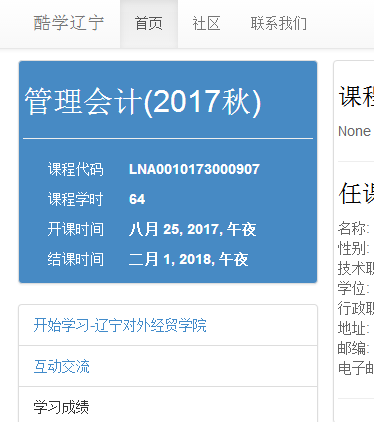 酷学辽宁 首页 社区 联系我们
管理会计(2017秋)
课程代码 LNA0010173000907
课程学时 64
开课时间 八月 25, 2017, 午夜
结课时间 二月 1, 2018, 午夜
开始学习-辽宁对外经贸学院
互动交流
学习成绩
课程
None
任课
名称:
性别:
技术职
学位:
行政职
地址:
邮编:
电子邮